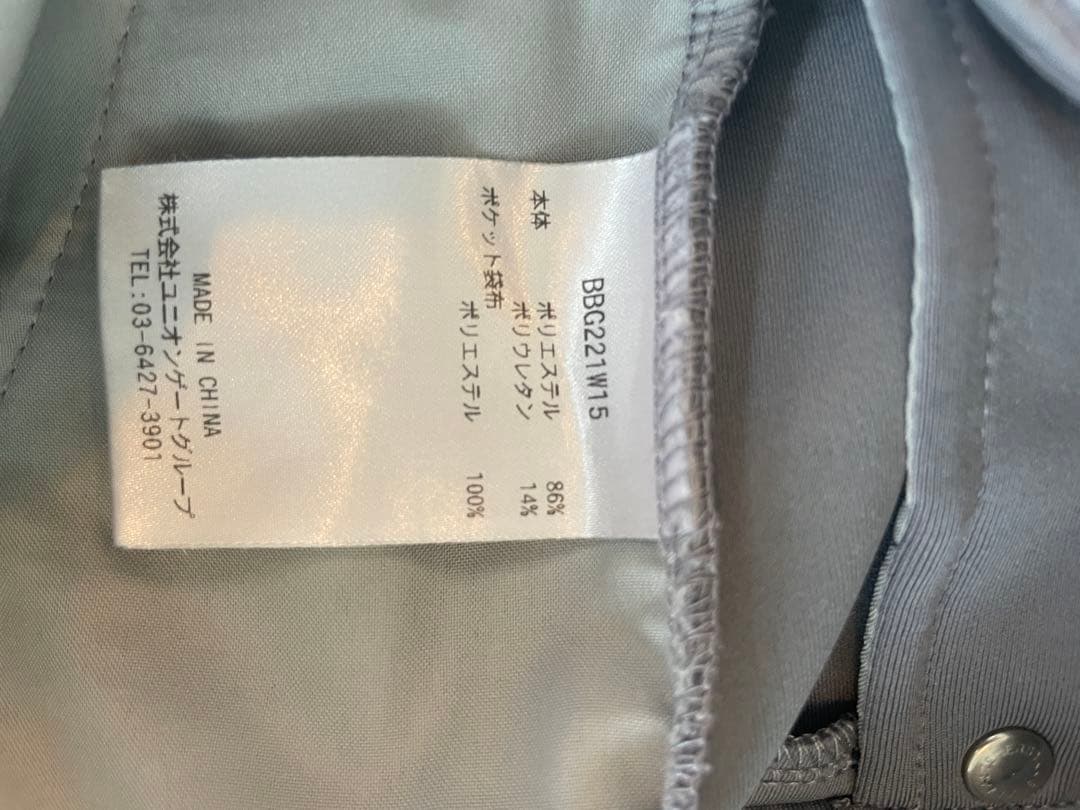 BBG221W15
本体 ポリエステル 86%
ポリウレタン 14%
ポケット袋布
ポリエステル 100%
MADE IN CHINA
株式会社ユニオンゲートグループ
TEL:03-6427-3901